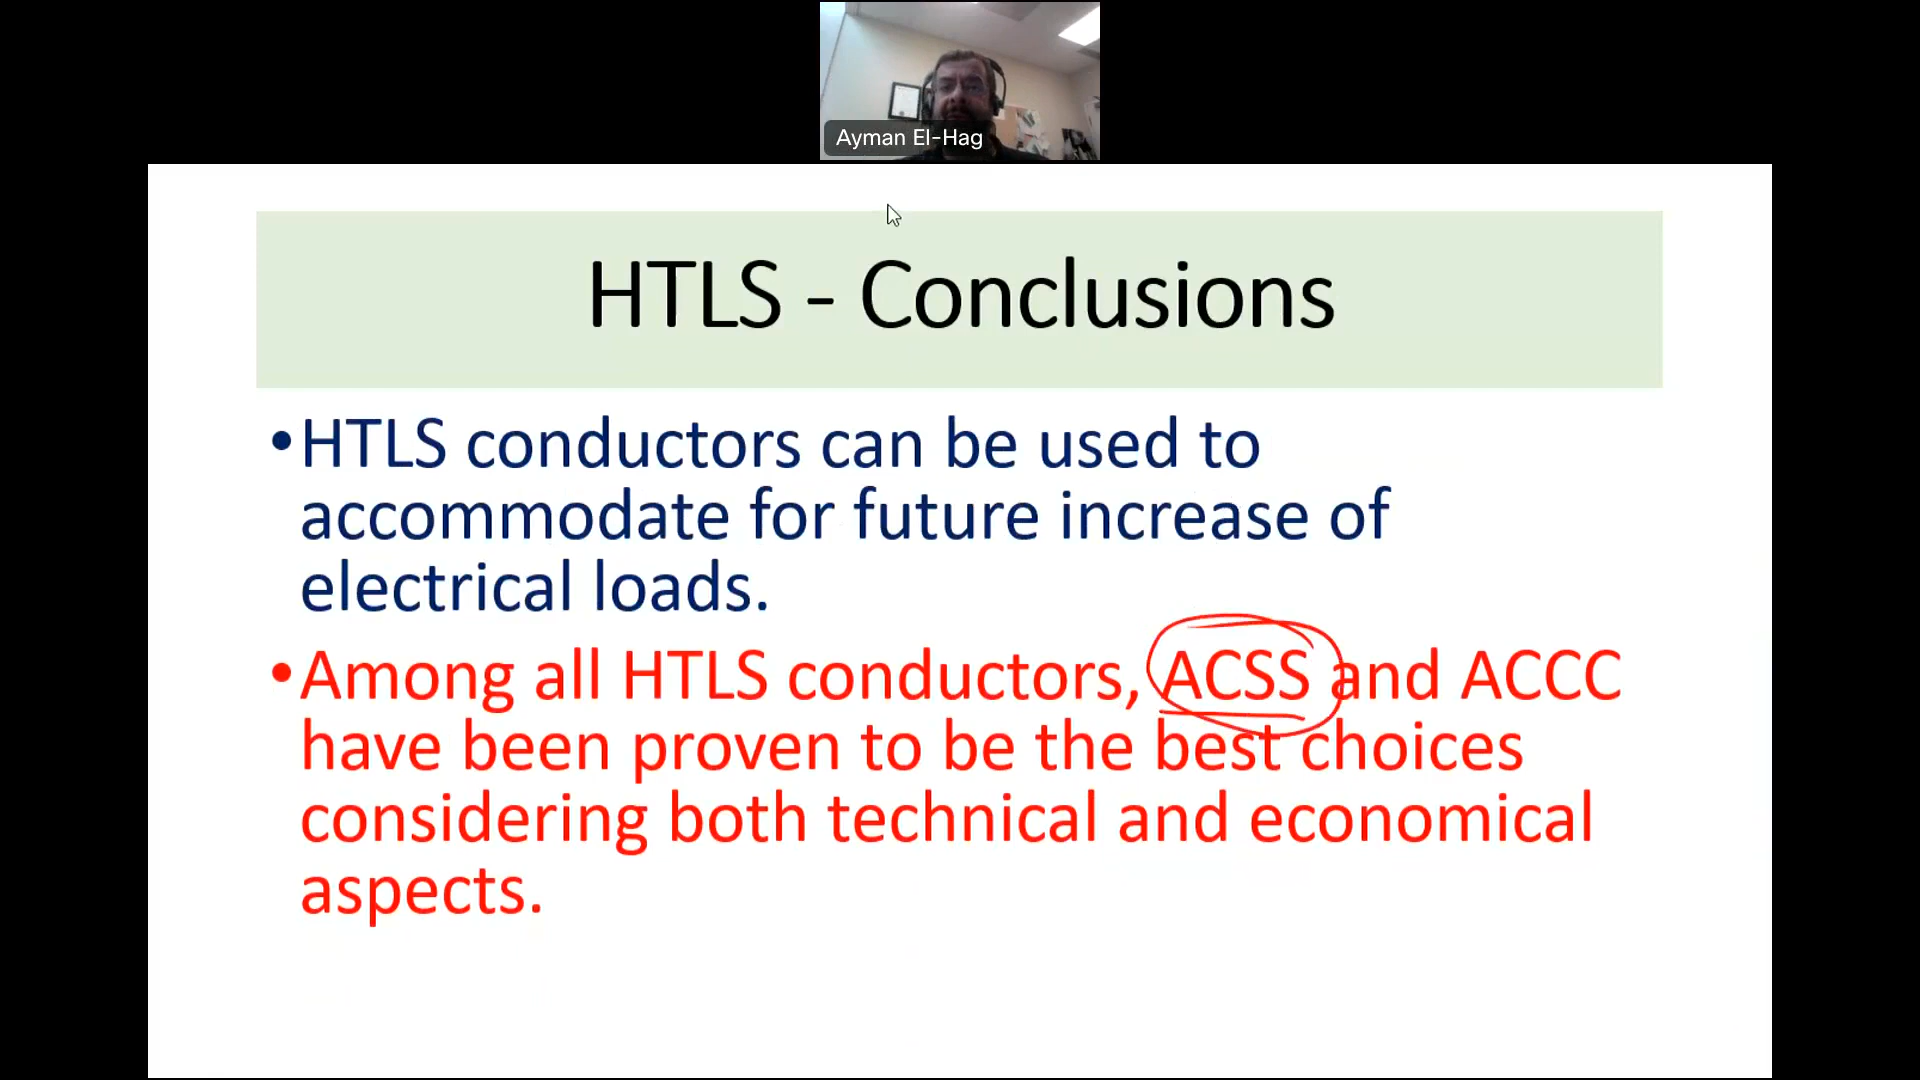 Ayman El-Hag
HTLS - Conclusions
•HTLS conductors can be used to
accommodate for future increase of
electrical loads.
•Among all HTLS conductors, ACSS and ACCC
have been proven to be the best choices
considering both technical and economical
aspects.